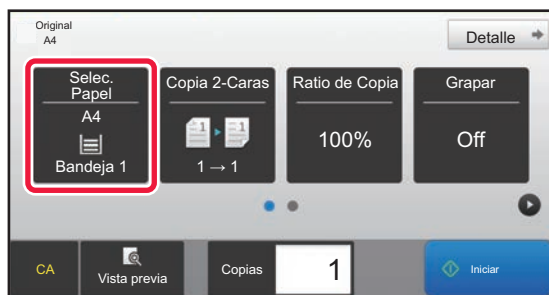 Original
A4
Detalle
Selec.
Papel
A4
Bandeja 1
Copia 2-Caras
1 → 1
Ratio de Copia
100%
Grapar
Off
CA
Vista previa
Copias
1
Iniciar